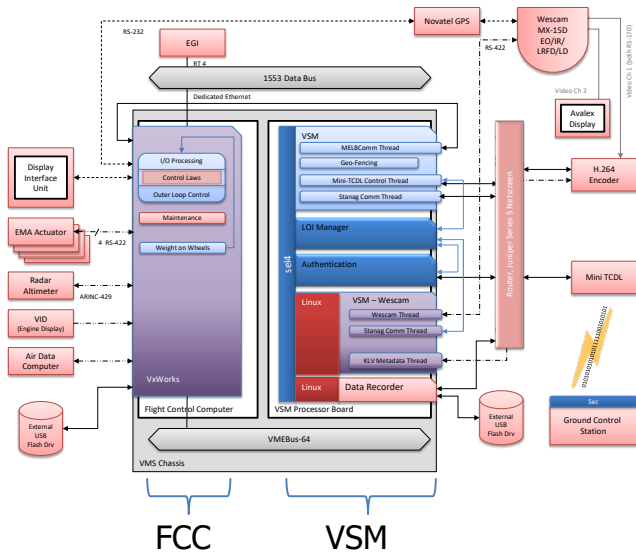 RS-232
Novatel GPS
Wescam
MX-15D
EO/IR/
LRFD/LD
EGI
RS-422
RT 4
1553 Data Bus
Video Ch 1 (both RS-170)
Video Ch 2
Dedicated Ethernet
Avalex
Display
VSM
MELBComm Thread
I/O Processing
Geo-Fencing
Display
Interface
Unit
Control Laws
Mini-TCDL Control Thread
H.264
Encoder
Outer Loop Control
Stanag Comm Thread
Maintenance
EMA Actuator
LOI Manager
4 RS-422
Weight on Wheels
sel4
Authentication
Router, Juniper Series 5 Netscreen
Radar
Altimeter
ARINC-429
Mini TCDL
Linux
VSM – Wescam
Wescam Thread
VID
(Engine Display)
Stanag Comm Thread
Air Data
Computer
KLV Metadata Thread
VxWorks
Linux
Data Recorder
Sec
External
USB
Flash Drv
Flight Control Computer
VSM Processor Board
External
USB
Flash Drv
Ground Control
Station
VMEBus-64
VMS Chassis
FCC
VSM